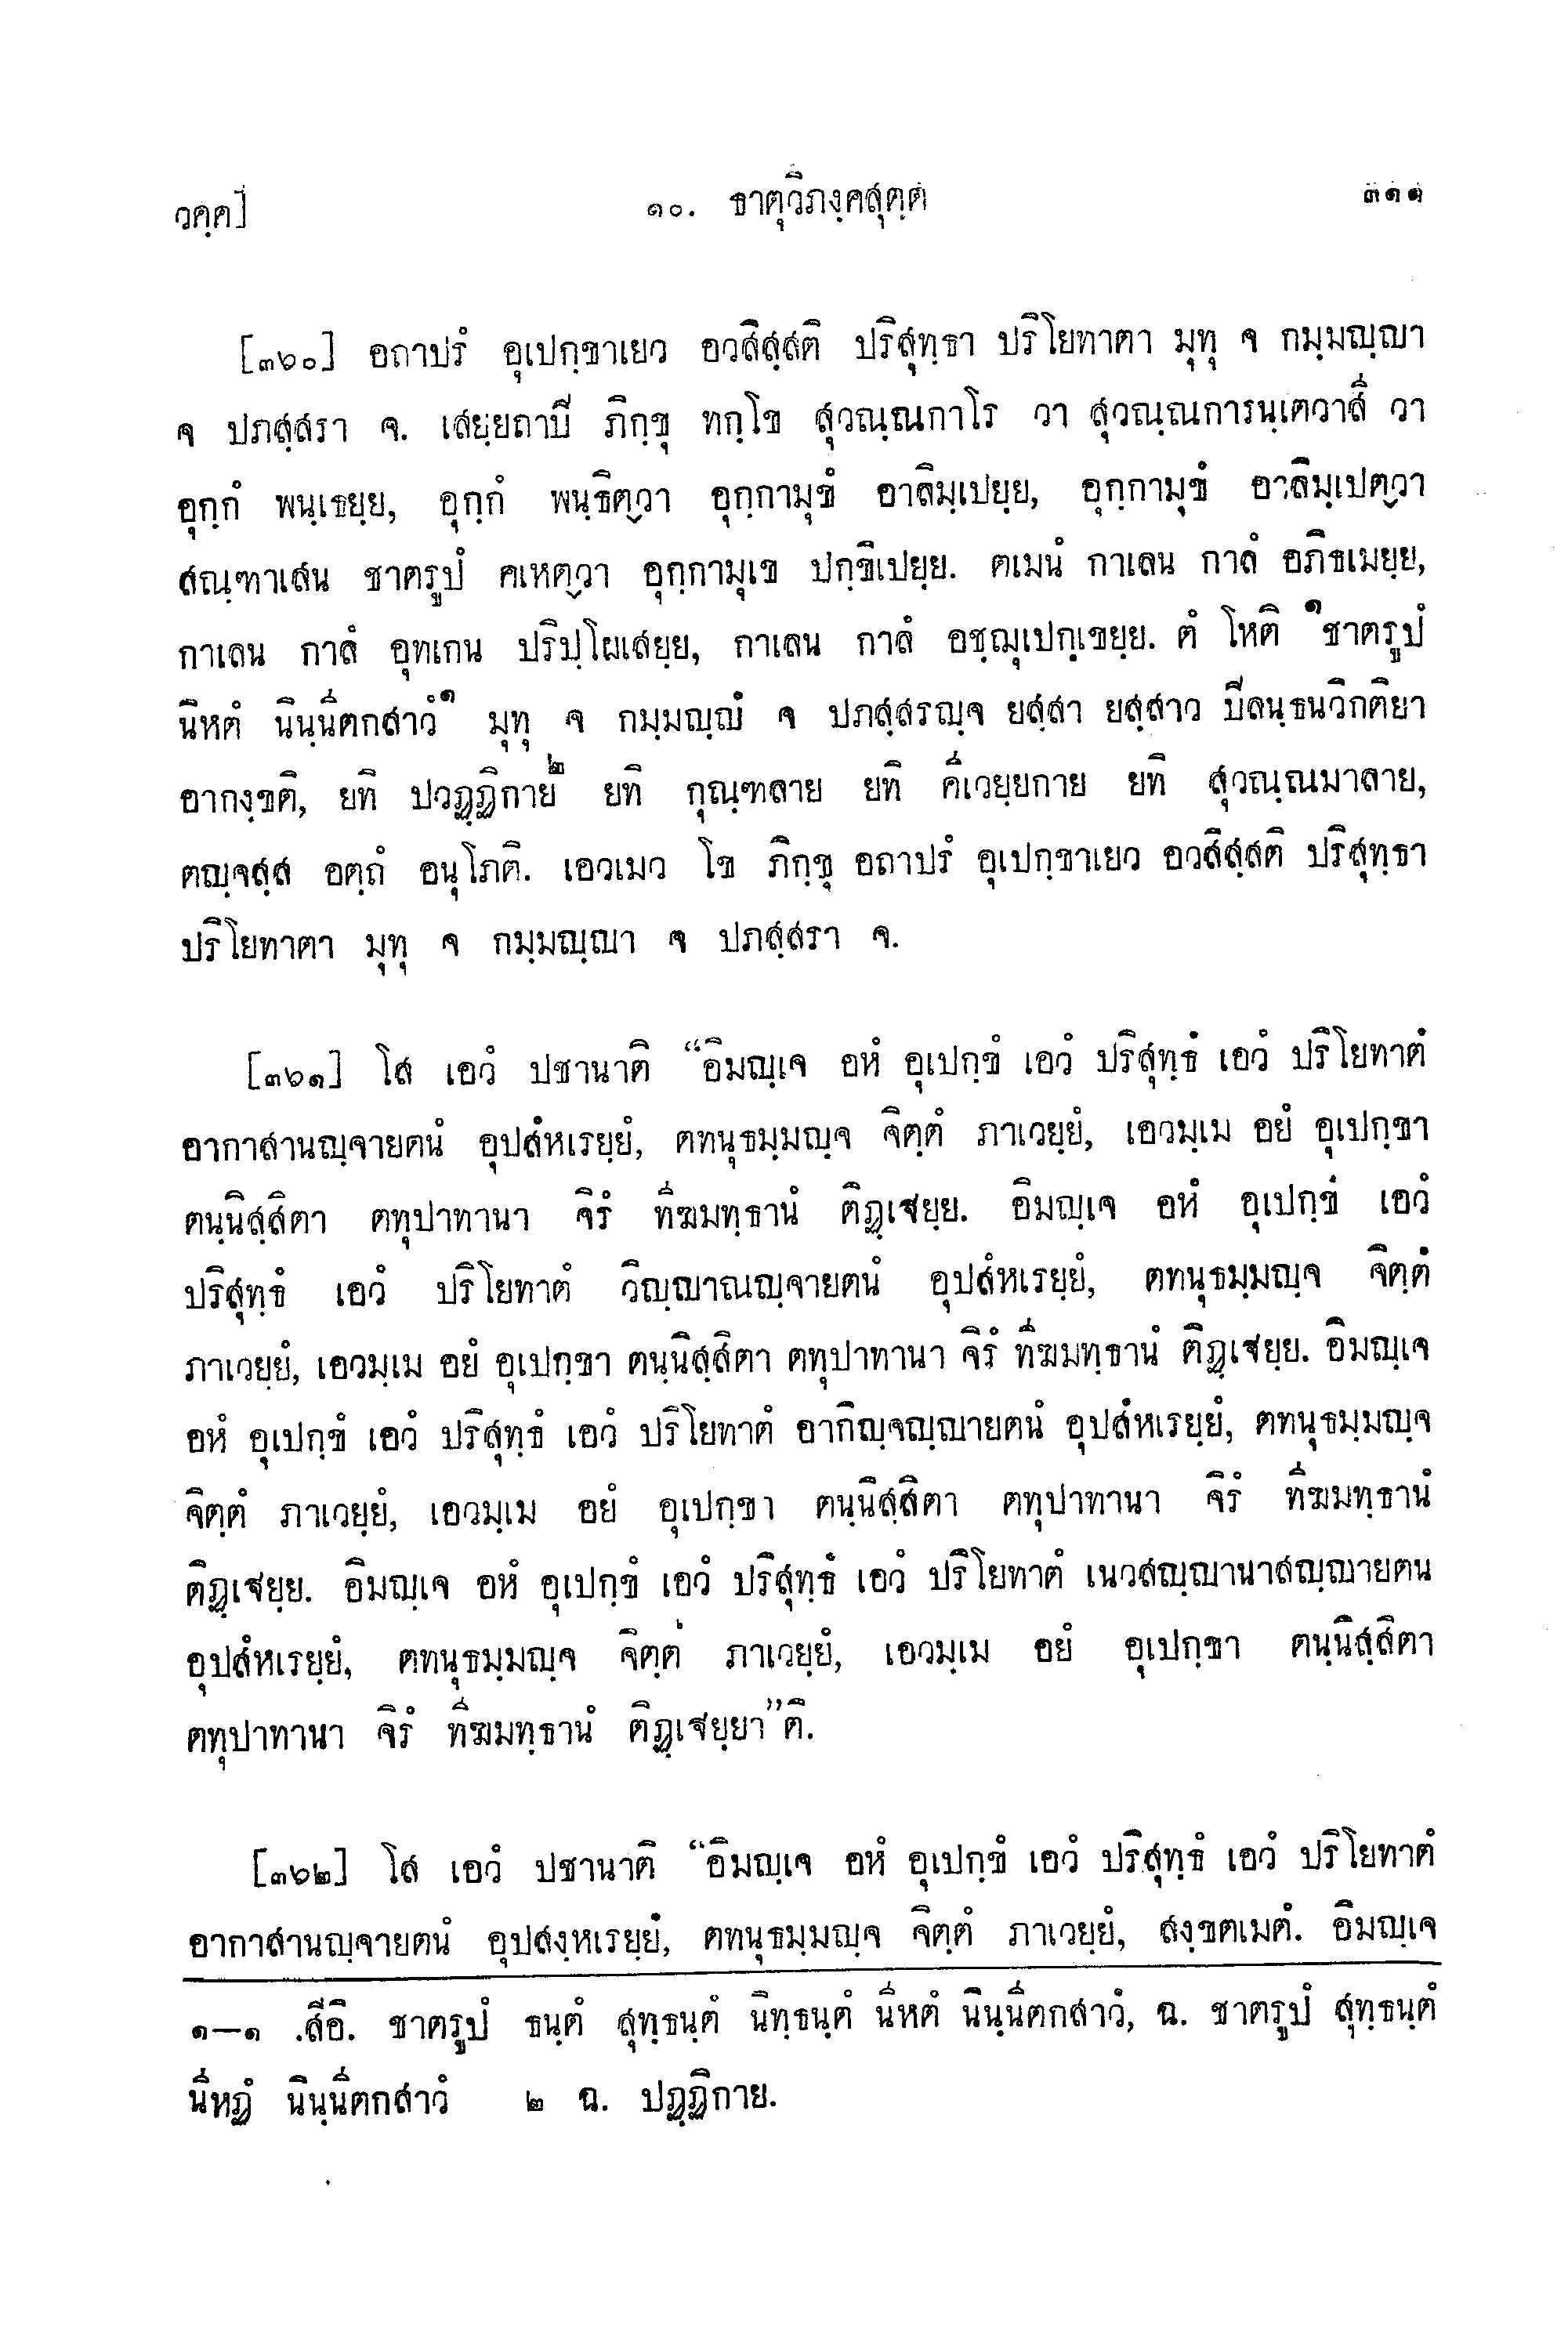 วคฺค] ๑๐. ธาตุวิภงฺคสุตฺตํ ๓๑๑
[๓๖๐] อถาปรํ อุเปกฺขาเยว อวสิสฺสติ ปริสุทฺธา ปริโยทาตา มุทุ จ กมฺมญฺญา
จ ปภสฺสรา จ. เสยฺยถาปิ ภิกฺขุ ทกฺโข สุวณฺณกาโร วา สุวณฺณการนฺเตวาสี วา
อุกฺกํ พนฺเธยฺย, อุกฺกํ พนฺธิตฺวา อุกฺกามุขํ อาลิมฺเปยฺย, อุกฺกามุขํ อาลิมฺเปตฺวา
สณฺฑาเสน ชาตรูปํ คเหตฺวา อุกฺกามุเข ปกฺขิเปยฺย. ตเมนํ กาเลน กาลํ อภิธเมยฺย,
กาเลน กาลํ อุทเกน ปริปฺโผเสยฺย, กาเลน กาลํ อชฺฌุเปกฺเขยฺย. ตํ โหติ ๑ชาตรูปํ
นิหตํ นินฺนีตกสาวํ๑ มุทุ จ กมฺมญฺญํ จ ปภสฺสรญฺจ ยสฺสา ยสฺสาว ปิลนฺธนวิกติยา
อากงฺขติ, ยทิ ปวฏฺฏิกาย๒ ยทิ กุณฺฑลาย ยทิ คีเวยฺยกาย ยทิ สุวณฺณมาลาย,
ตญฺจสฺส อตฺถํ อนุโภติ. เอวเมว โข ภิกฺขุ อถาปรํ อุเปกฺขาเยว อวสิสฺสติ ปริสุทฺธา
ปริโยทาตา มุทุ จ กมฺมญฺญา จ ปภสฺสรา จ.
[๓๖๑] โส เอวํ ปชานาติ “อิมญฺเจ อหํ อุเปกฺขํ เอวํ ปริสุทฺธํ เอวํ ปริโยทาตํ
อากาสานญฺจายตนํ อุปสํหเรยฺยํ, ตทนุธมฺมญฺจ จิตฺตํ ภาเวยฺยํ, เอวมฺเม อยํ อุเปกฺขา
ตนฺนิสฺสิตา ตทุปาทานา จิรํ ทีฆมทฺธานํ ติฏฺเฐยฺย. อิมญฺเจ อหํ อุเปกฺขํ เอวํ
ปริสุทฺธํ เอวํ ปริโยทาตํ วิญฺญาณญฺจายตนํ อุปสํหเรยฺยํ, ตทนุธมฺมญฺจ จิตฺตํ
ภาเวยฺยํ, เอวมฺเม อยํ อุเปกฺขา ตนฺนิสฺสิตา ตทุปาทานา จิรํ ทีฆมทฺธานํ ติฏฺเฐยฺย. อิมญฺเจ
อหํ อุเปกฺขํ เอวํ ปริสุทฺธํ เอวํ ปริโยทาตํ อากิญฺจญฺญายตนํ อุปสํหเรยฺยํ, ตทนุธมฺมญฺจ
จิตฺตํ ภาเวยฺยํ, เอวมฺเม อยํ อุเปกฺขา ตนฺนิสฺสิตา ตทุปาทานา จิรํ ทีฆมทฺธานํ
ติฏฺเฐยฺย. อิมญฺเจ อหํ อุเปกฺขํ เอวํ ปริสุทฺธํ เอวํ ปริโยทาตํ เนวสญฺญานาสญฺญายตน
อุปสํหเรยฺยํ, ตทนุธมฺมญฺจ จิตฺตํ ภาเวยฺยํ, เอวมฺเม อยํ อุเปกฺขา ตนฺนิสฺสิตา
ตทุปาทานา จิรํ ทีฆมทฺธานํ ติฏฺเฐยฺยา”ติ.
[๓๖๒] โส เอวํ ปชานาติ “อิมญฺเจ อหํ อุเปกฺขํ เอวํ ปริสุทฺธํ เอวํ ปริโยทาตํ
อากาสานญฺจายตนํ อุปสงฺหเรยฺยํ, ตทนุธมฺมญฺจ จิตฺตํ ภาเวยฺยํ, สงฺขตเมตํ. อิมญฺเจ
๑–๑ .สีอิ. ชาตรูปํ ธนฺตํ สุทฺธนฺตํ นิทฺธนฺตํ นีหตํ นินฺนีตกสาวํ, ฉ. ชาตรูปํ สุทฺธนฺตํ
นีหฏํ นินฺนีตกสาวํ ๒ ฉ. ปฏฺฏิกาย.